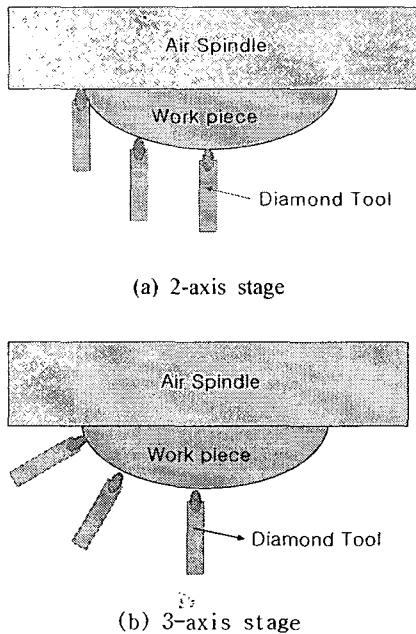 Air Spindle
Work piece
Diamond Tool
(a) 2-axis stage
Air Spindle
Work piece
Diamond Tool
(b) 3-axis stage